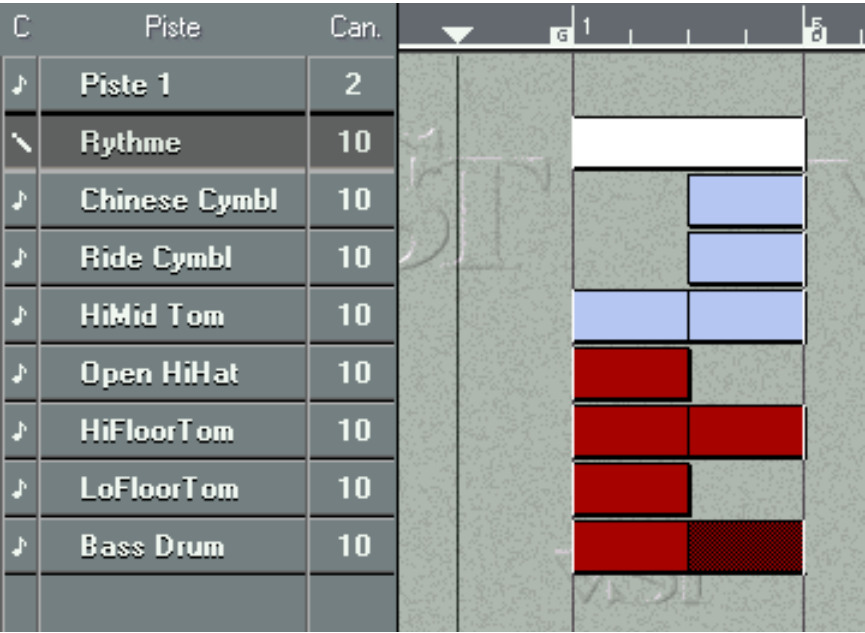 C Piste Can. G 1 5
Piste 1 2
Rythme 10
Chinese Cymbl 10
Ride Cymbl 10
HiMid Tom 10
Open HiHat 10
HiFloorTom 10
LoFloorTom 10
Bass Drum 10